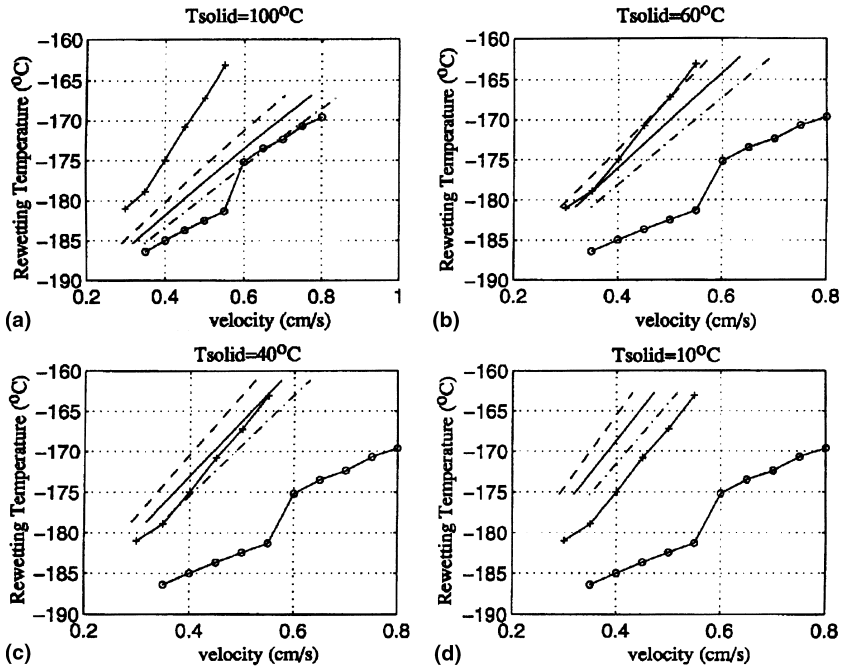 Tsolid=100°C
Rewetting Temperature (°C)
−160
−165
−170
−175
−180
−185
−190
0.2
0.4
0.6
0.8
1
velocity (cm/s)
(a)
Tsolid=60°C
Rewetting Temperature (°C)
−160
−165
−170
−175
−180
−185
−190
0.2
0.4
0.6
0.8
velocity (cm/s)
(b)
Tsolid=40°C
Rewetting Temperature (°C)
−160
−165
−170
−175
−180
−185
−190
0.2
0.4
0.6
0.8
velocity (cm/s)
(c)
Tsolid=10°C
Rewetting Temperature (°C)
−160
−165
−170
−175
−180
−185
−190
0.2
0.4
0.6
0.8
velocity (cm/s)
(d)